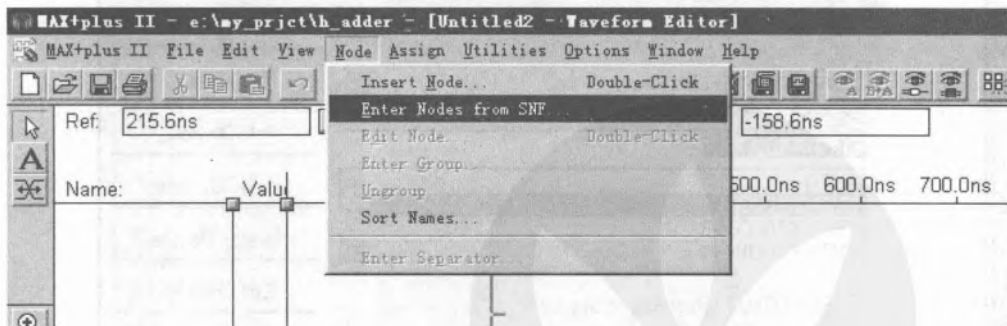 MAX+plus II - e:\my_prjct\h_adder - [Untitled2 - Waveform Editor]
MAX+plus II File Edit View Node Assign Utilities Options Window Help
Insert Node... Double-Click
Enter Nodes from SNF...
Ref: 215.6ns -158.6ns
Edit Node... Double-Click
A
Enter Group...
Name: Valu 500.0ns 600.0ns 700.0ns
Ungroup
Sort Names...
Enter Separator...